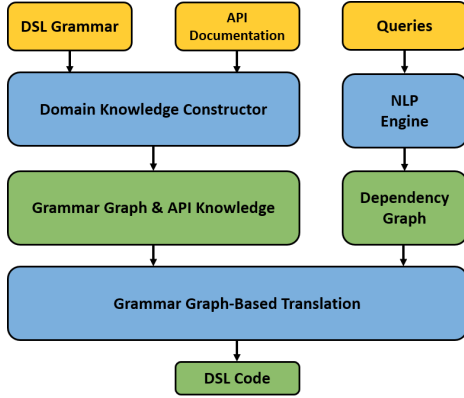 DSL Grammar
API
Documentation
Queries
Domain Knowledge Constructor
NLP
Engine
Grammar Graph & API Knowledge
Dependency
Graph
Grammar Graph-Based Translation
DSL Code